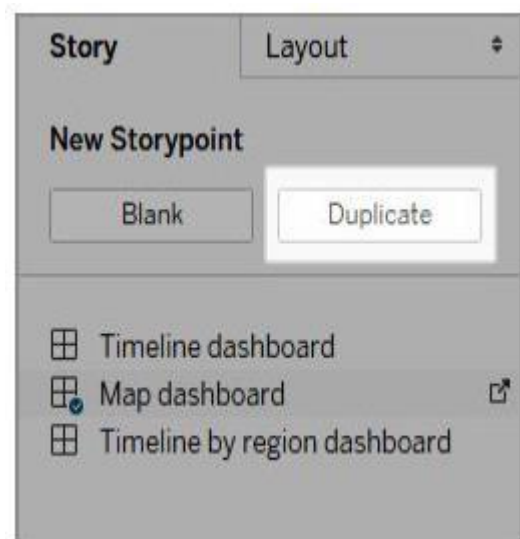 Story Layout
New Storypoint
Blank Duplicate
Timeline dashboard
Map dashboard
Timeline by region dashboard